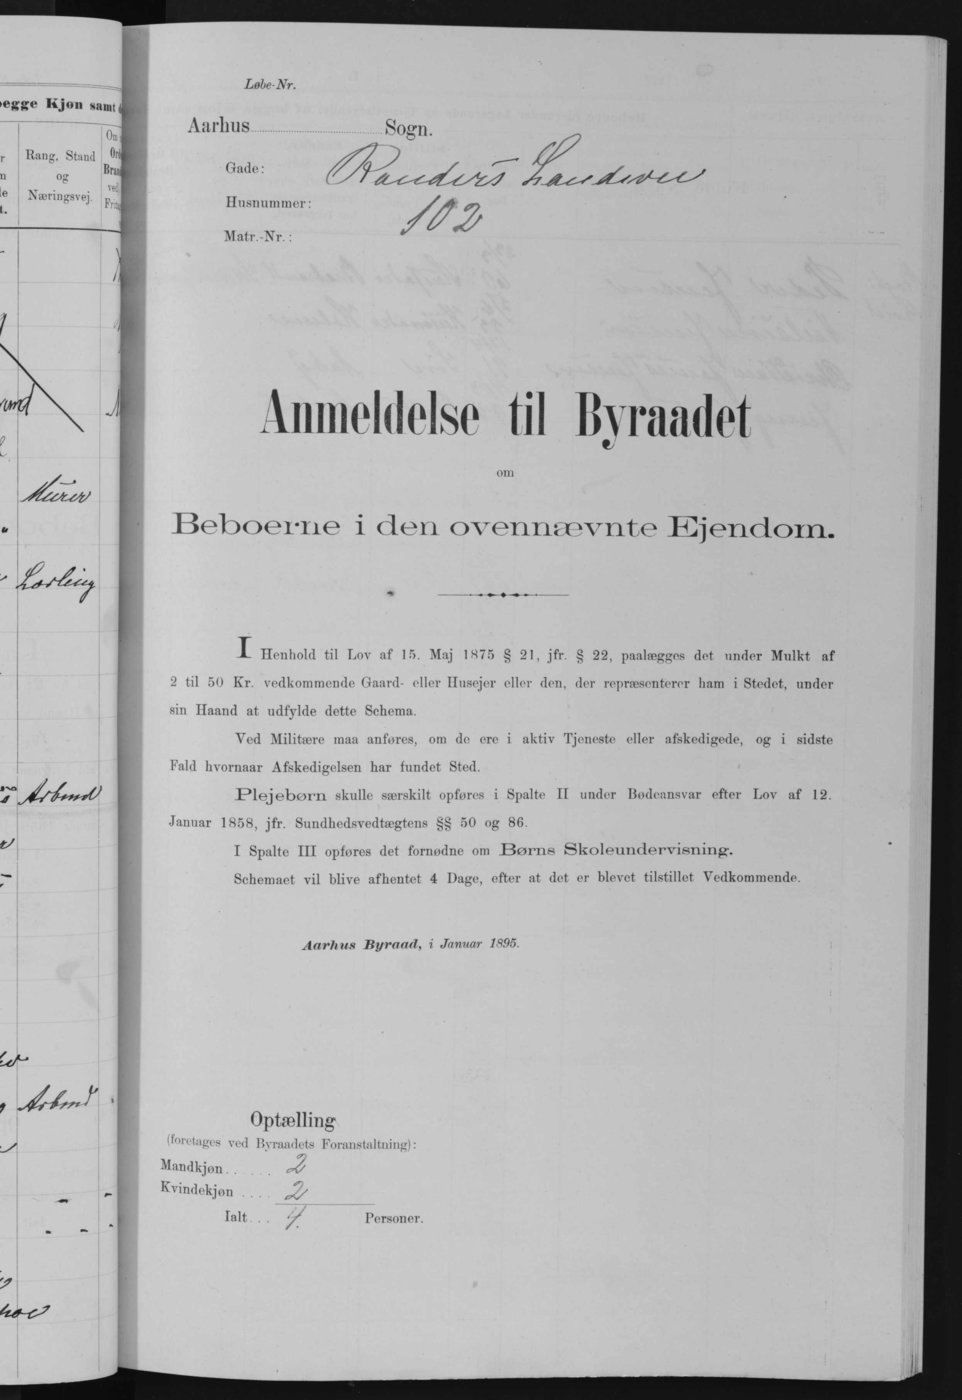 begge Kjøn samt
Rang, Stand
og
Næringsvej.
Om
Murer
"
Lærling
Arbmd
Arbmd
Løbe-Nr.
Aarhus Sogn.
Gade: Randers Landevei
Husnummer: 102
Matr.-Nr.:
Anmeldelse til Byraadet
om
Beboerne i den ovennævnte Ejendom.
I Henhold til Lov af 15. Maj 1875 § 21, jfr. § 22, paalægges det under Mulkt af
2 til 50 Kr. vedkommende Gaard- eller Husejer eller den, der repræsenterer ham i Stedet, under
sin Haand at udfylde dette Schema.
Ved Militære maa anføres, om de ere i aktiv Tjeneste eller afskedigede, og i sidste
Fald hvornaar Afskedigelsen har fundet Sted.
Plejebørn skulle særskilt opføres i Spalte II under Bødeansvar efter Lov af 12.
Januar 1858, jfr. Sundhedsvedtægtens §§ 50 og 86.
I Spalte III opføres det fornødne om Børns Skoleundervisning.
Schemaet vil blive afhentet 4 Dage, efter at det er blevet tilstillet Vedkommende.
Aarhus Byraad, i Januar 1895.
Optælling
(foretages ved Byraadets Foranstaltning):
Mandkjøn...... 2
Kvindekjøn .... 2
Ialt... 4. Personer.